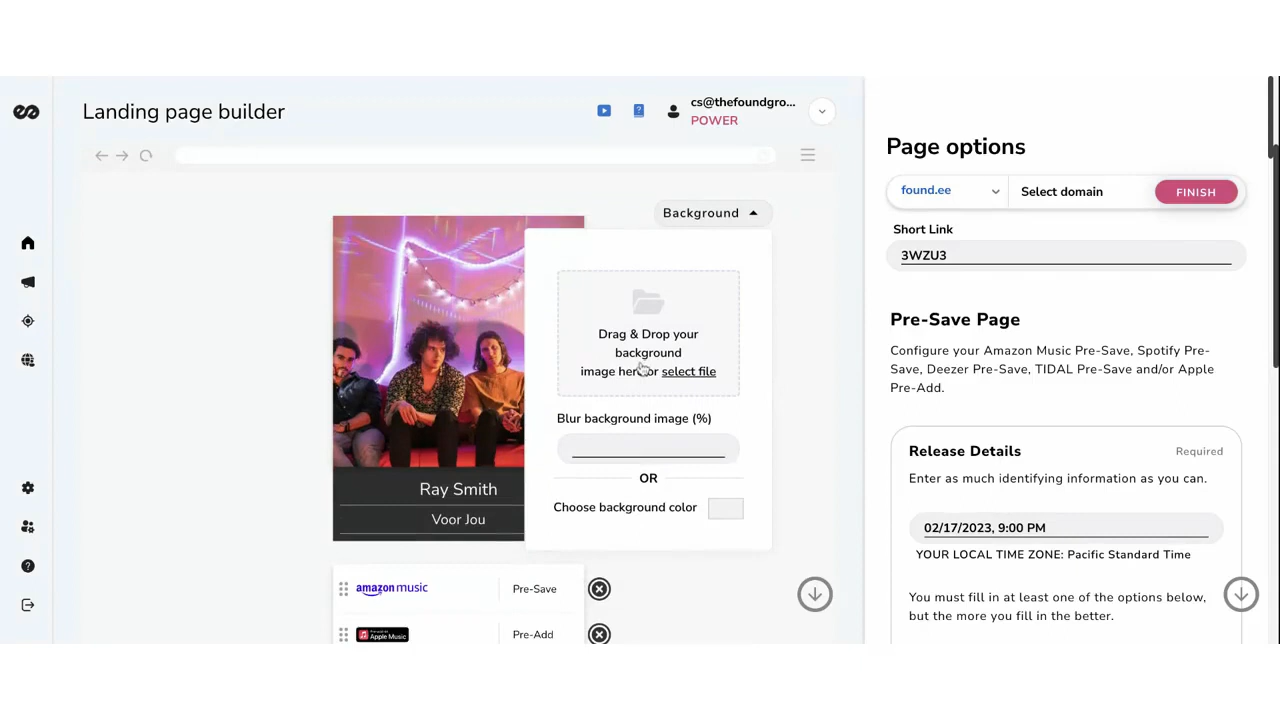 Landing page builder
cs@thefoundgro...
POWER
Background
Drag & Drop your
background
image here or select file
Blur background image (%)
OR
Choose background color
Ray Smith
Voor Jou
amazon music
Pre-Save
Apple Music
Pre-Add
Page options
found.ee
Select domain
FINISH
Short Link
3WZU3
Pre-Save Page
Configure your Amazon Music Pre-Save, Spotify Pre-
Save, Deezer Pre-Save, TIDAL Pre-Save and/or Apple
Pre-Add.
Release Details
Required
Enter as much identifying information as you can.
02/17/2023, 9:00 PM
YOUR LOCAL TIME ZONE: Pacific Standard Time
You must fill in at least one of the options below,
but the more you fill in the better.